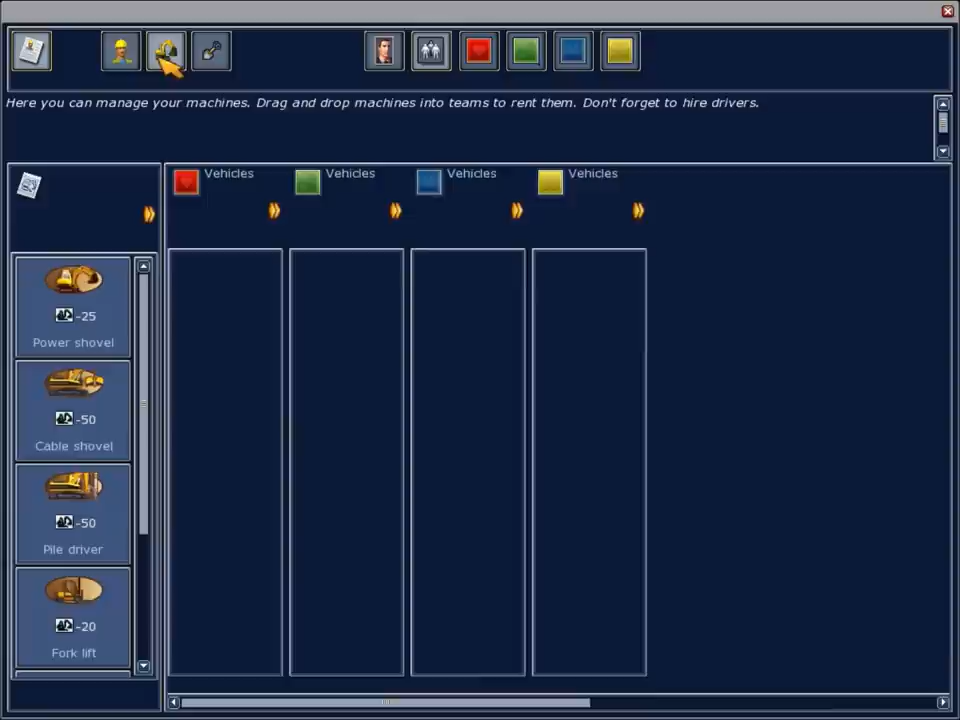 Here you can manage your machines. Drag and drop machines into teams to rent them. Don't forget to hire drivers.
Vehicles
Vehicles
Vehicles
Vehicles
-25
Power shovel
-50
Cable shovel
-50
Pile driver
-20
Fork lift